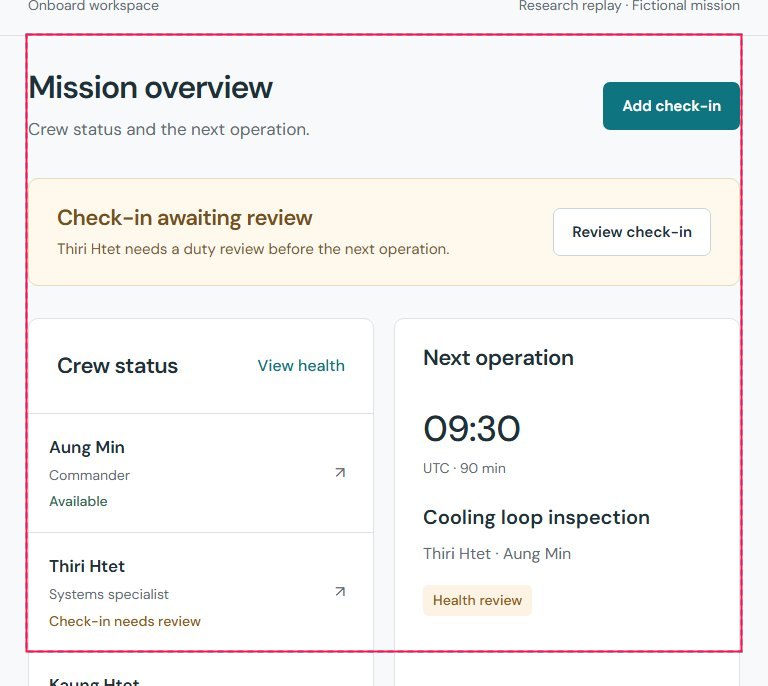 Onboard workspace
Research replay · Fictional mission
Mission overview
Crew status and the next operation.
Add check-in
Check-in awaiting review
Thiri Htet needs a duty review before the next operation.
Review check-in
Crew status
View health
Aung Min
Commander
Available
Thiri Htet
Systems specialist
Check-in needs review
Kaung Htet
Next operation
09:30
UTC · 90 min
Cooling loop inspection
Thiri Htet · Aung Min
Health review